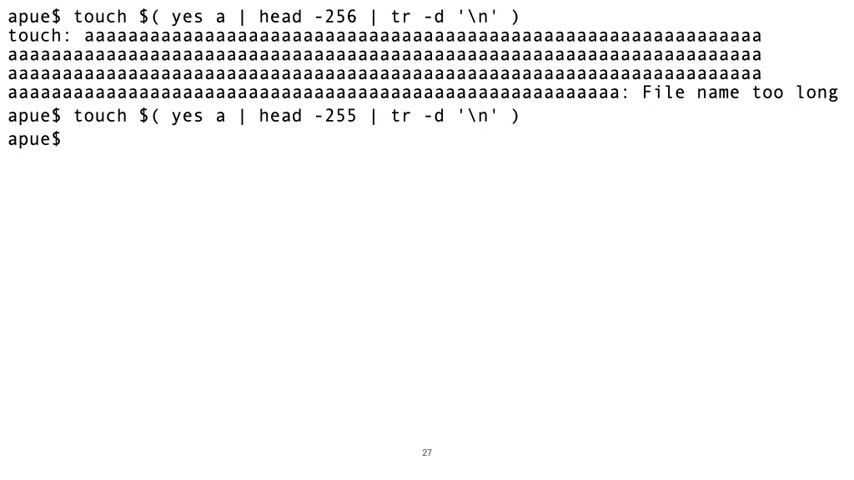 apue$ touch $( yes a | head -256 | tr -d '\n' )
touch: aaaaaaaaaaaaaaaaaaaaaaaaaaaaaaaaaaaaaaaaaaaaaaaaaaaaaaaaaaaaaa
aaaaaaaaaaaaaaaaaaaaaaaaaaaaaaaaaaaaaaaaaaaaaaaaaaaaaaaaaaaaaaaaaaaaa
aaaaaaaaaaaaaaaaaaaaaaaaaaaaaaaaaaaaaaaaaaaaaaaaaaaaaaaaaaaaaaaaaaaaa
aaaaaaaaaaaaaaaaaaaaaaaaaaaaaaaaaaaaaaaaaaaaaaaaaaaaaaaa: File name too long
apue$ touch $( yes a | head -255 | tr -d '\n' )
apue$
27